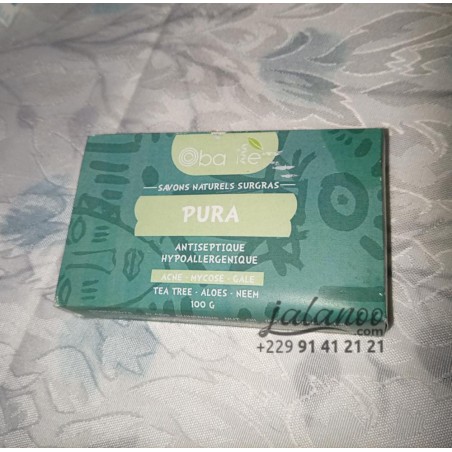 SAVONS NATURELS SURGRAS
PURA
ANTISEPTIQUE
HYPOALLERGENIQUE
ACNE - MYCOSE - GALE
TEA TREE - ALOES - NEEM
100 G
jalanoo
.com
+229 91 41 21 21